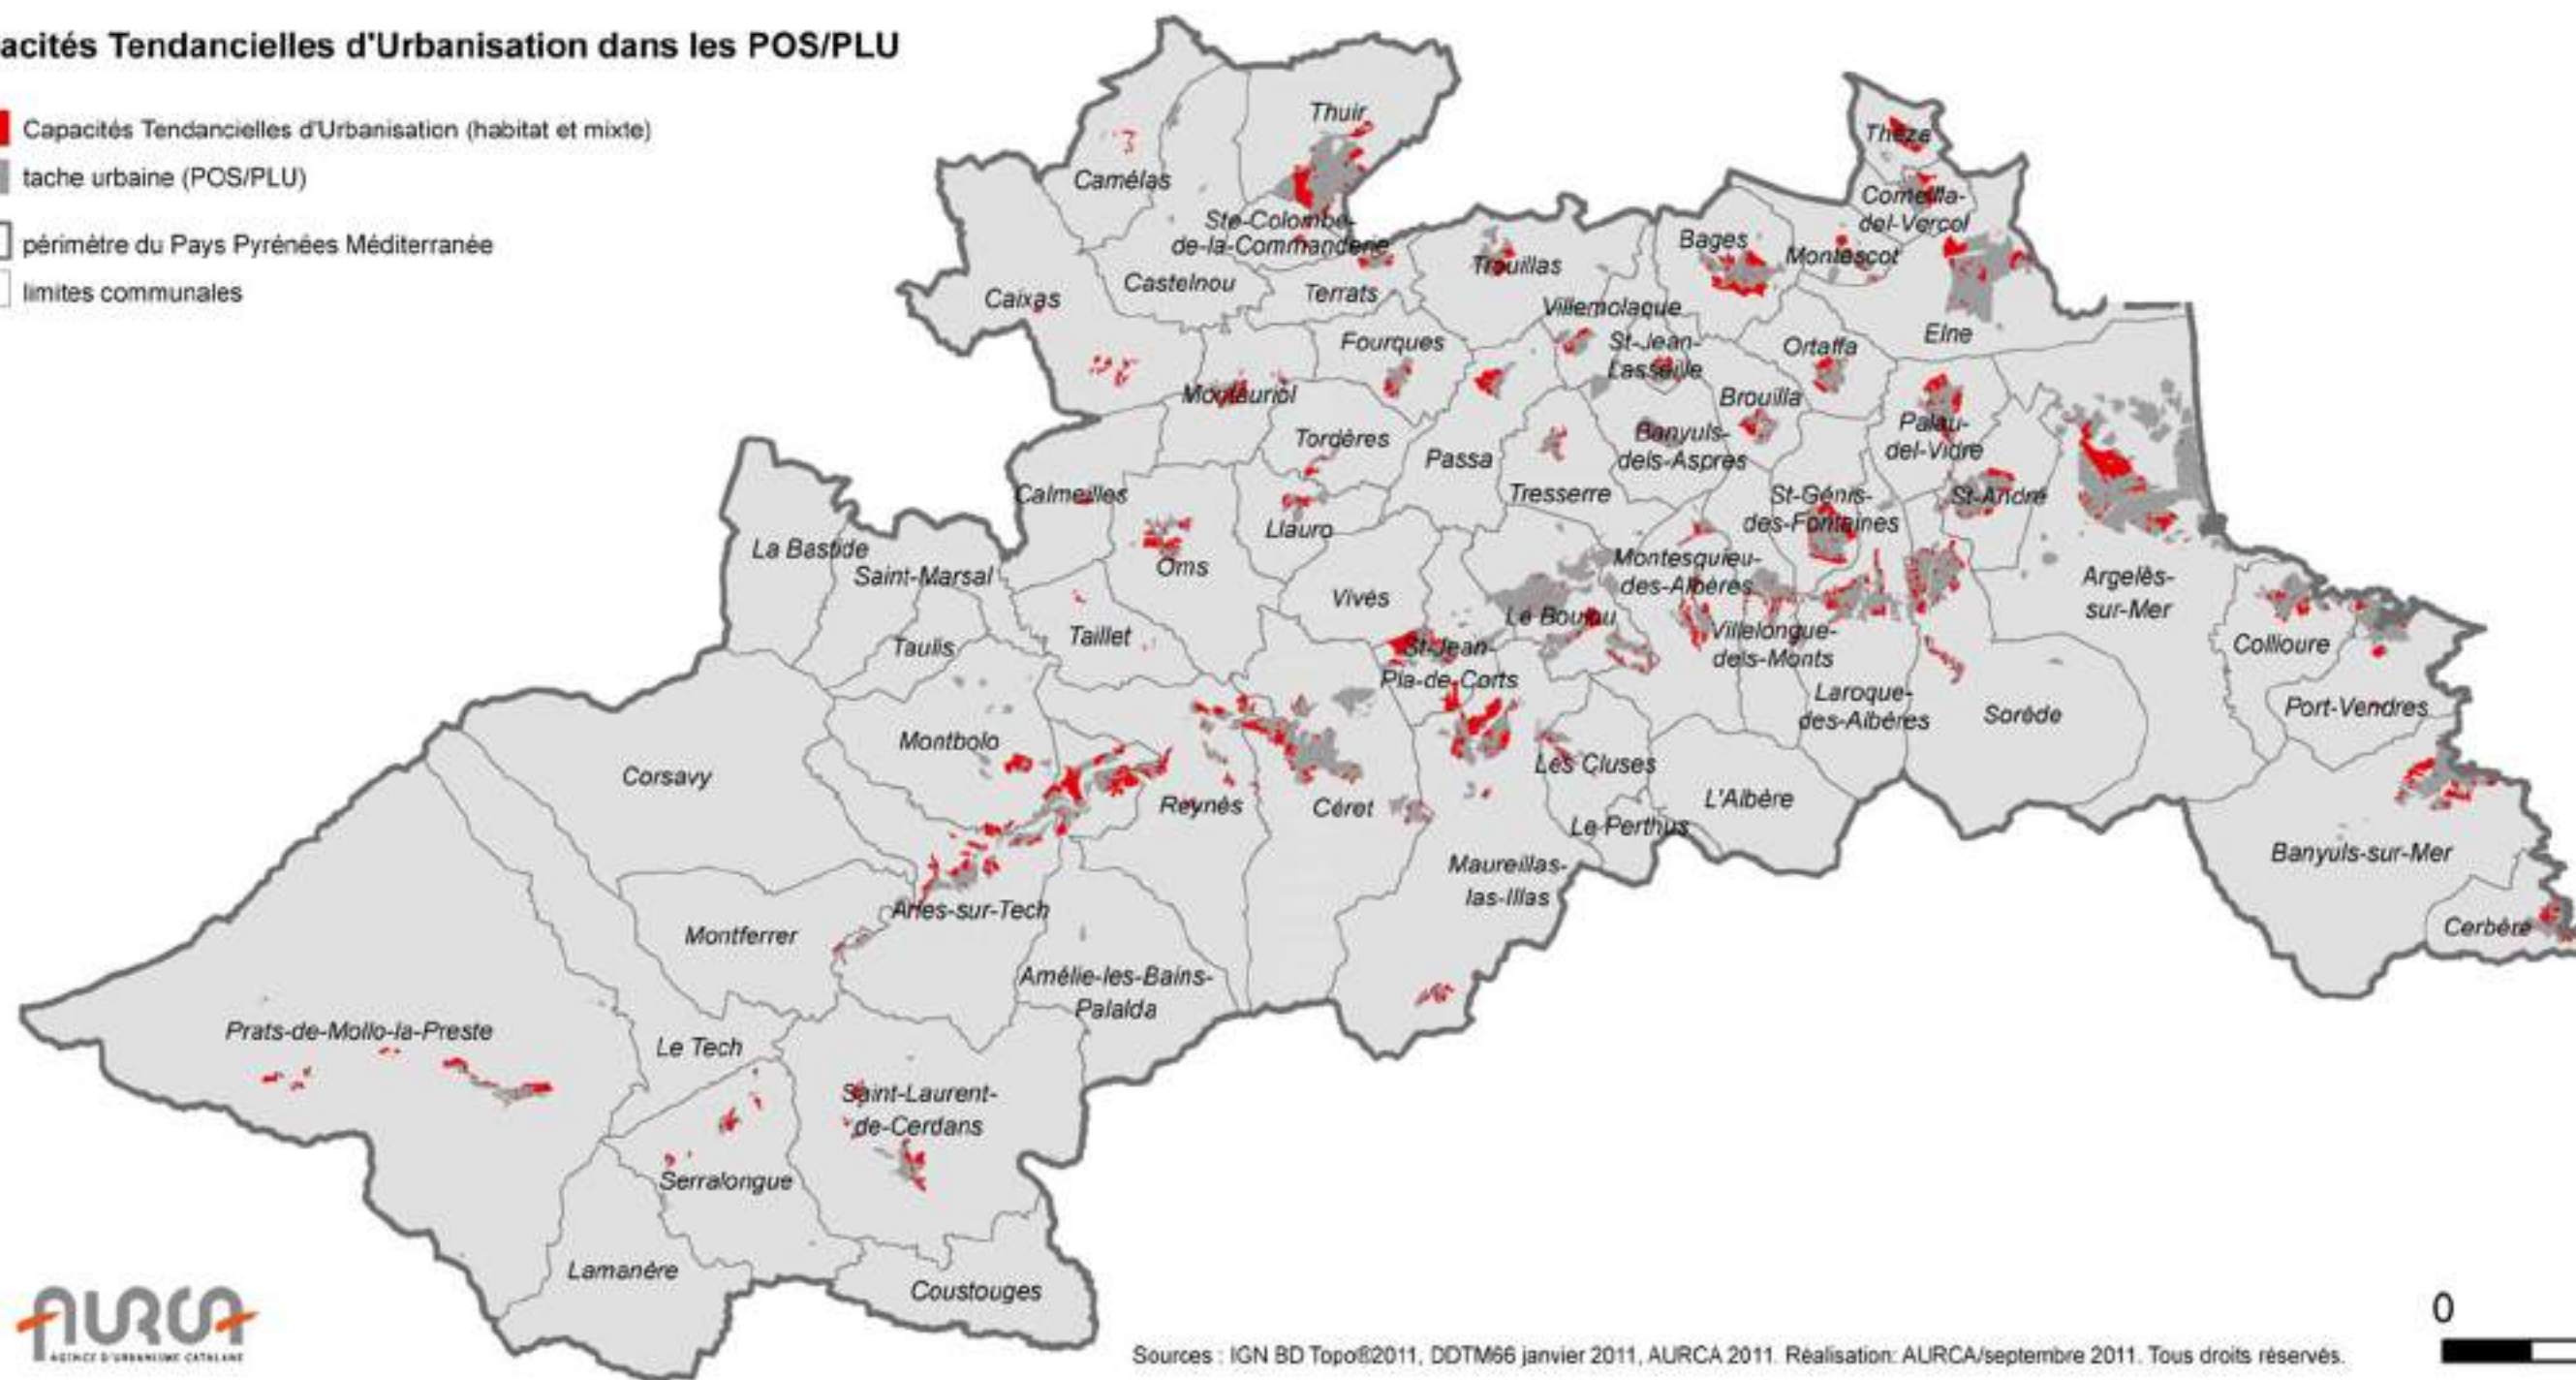 acités Tendancielles d'Urbanisation dans les POS/PLU
Capacités Tendancielles d'Urbanisation (habitat et mixte)
tache urbaine (POS/PLU)
périmètre du Pays Pyrénées Méditerranée
limites communales
Thuir
Théza
Camélas
Corneilla-
del-Vercol
Ste-Colombe-
de-la-Commanderie
Bages
Montescot
Trouillas
Castelnou
Terrats
Caixas
Villemolaque
Elne
Fourques
St-Jean-
Lasseille
Ortaffa
Montauriol
Brouilla
Palau-
del-Vidre
Tordères
Passa
Banyuls-
dels-Aspres
Calmeilles
Tresserre
St-Génis-
des-Fontaines
St-André
Llauro
La Bastide
Saint-Marsal
Oms
Montesquieu-
des-Albères
Argelès-
sur-Mer
Vivès
Le Boulou
Taillet
Taulis
St-Jean-
Pla-de-Corts
Villelongue-
dels-Monts
Collioure
Laroque-
des-Albères
Sorède
Port-Vendres
Montbolo
Corsavy
Les Cluses
Reynès
Céret
L'Albère
Le Perthus
Maureillas-
las-Illas
Banyuls-sur-Mer
Arles-sur-Tech
Montferrer
Cerbère
Amélie-les-Bains-
Palalda
Prats-de-Mollo-la-Preste
Le Tech
Saint-Laurent-
de-Cerdans
Serralongue
Lamanère
Coustouges
AURCA
AGENCE D'URBANISME CATALANE
0
Sources : IGN BD Topo®2011, DDTM66 janvier 2011, AURCA 2011. Réalisation: AURCA/septembre 2011. Tous droits réservés.